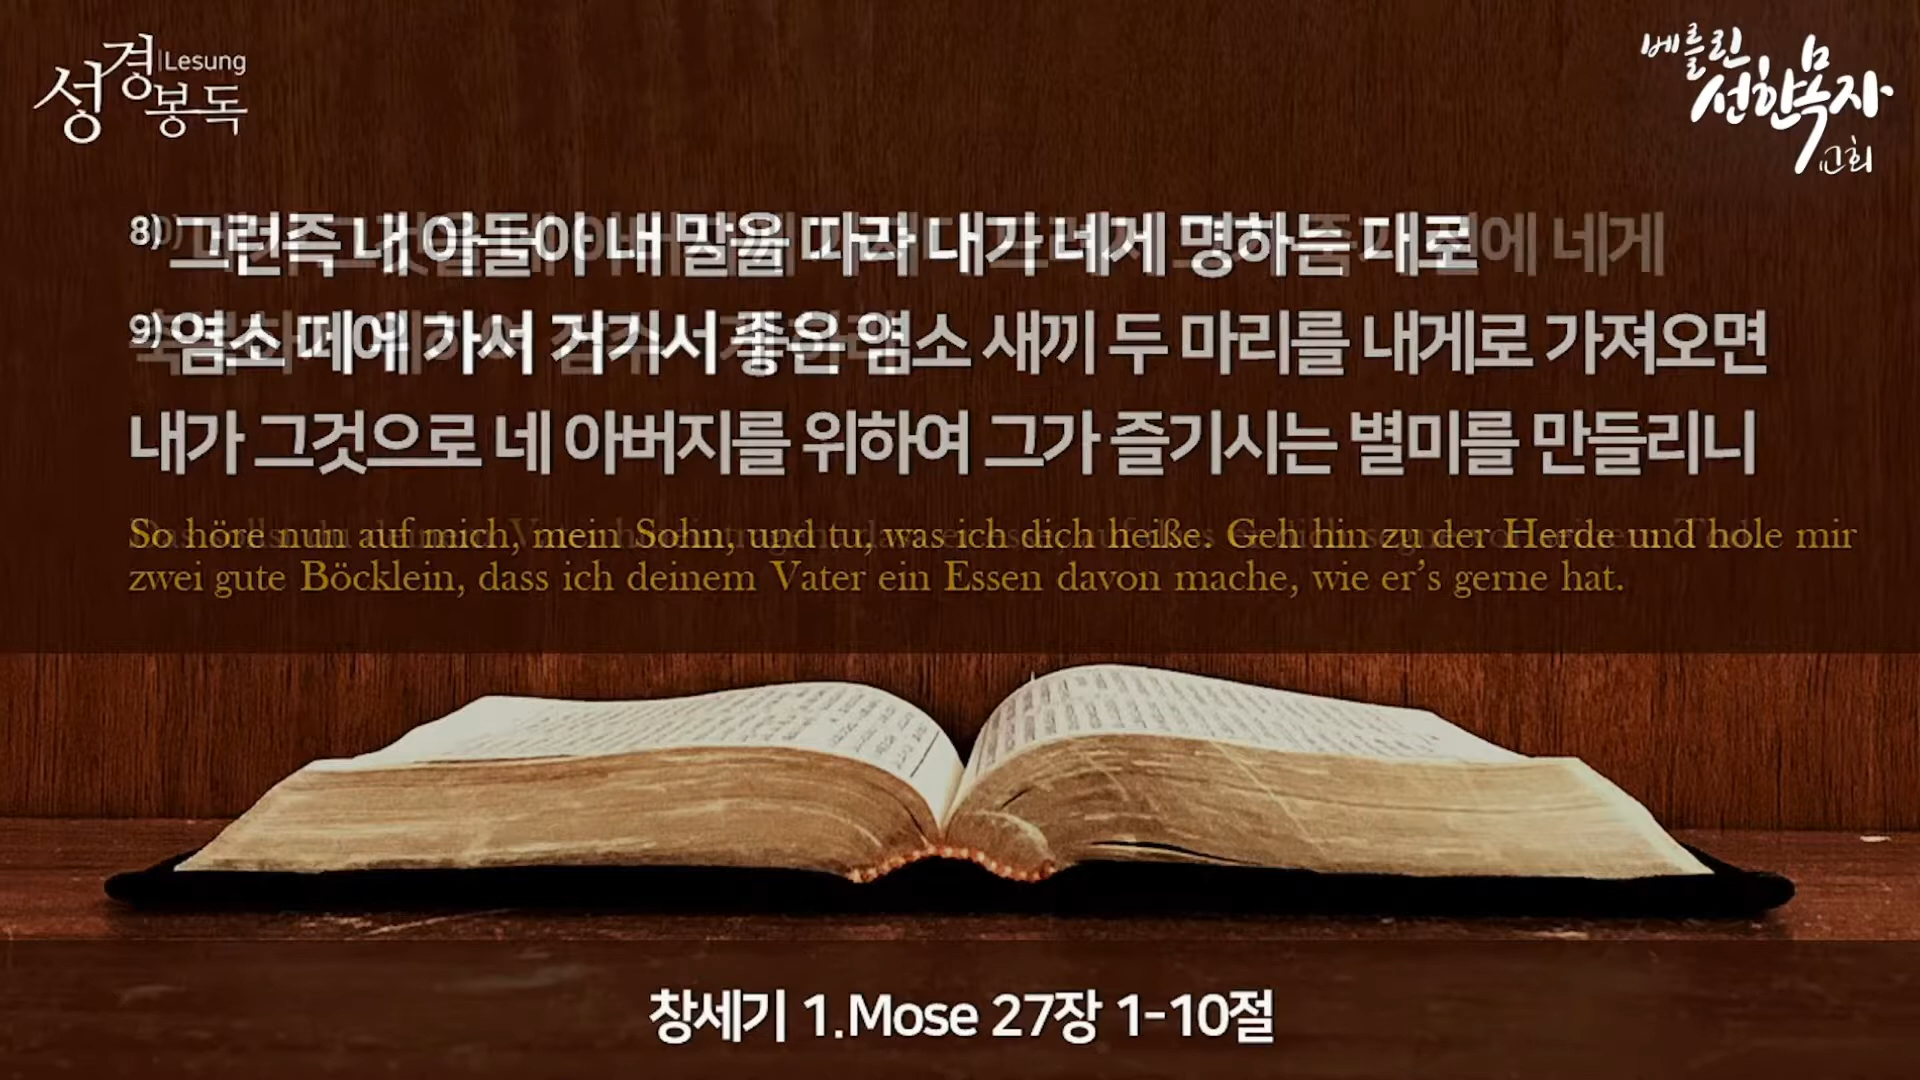 성경봉독 | Lesung
베를린
선한목자
교회
8) 그런즉 내 아들아 내 말을 따라 내가 네게 명하는 대로
9) 염소 떼에 가서 거기서 좋은 염소 새끼 두 마리를 내게로 가져오면
내가 그것으로 네 아버지를 위하여 그가 즐기시는 별미를 만들리니
So höre nun auf mich, mein Sohn, und tu, was ich dich heiße. Geh hin zu der Herde und hole mir
zwei gute Böcklein, dass ich deinem Vater ein Essen davon mache, wie er’s gerne hat.
창세기 1.Mose 27장 1-10절